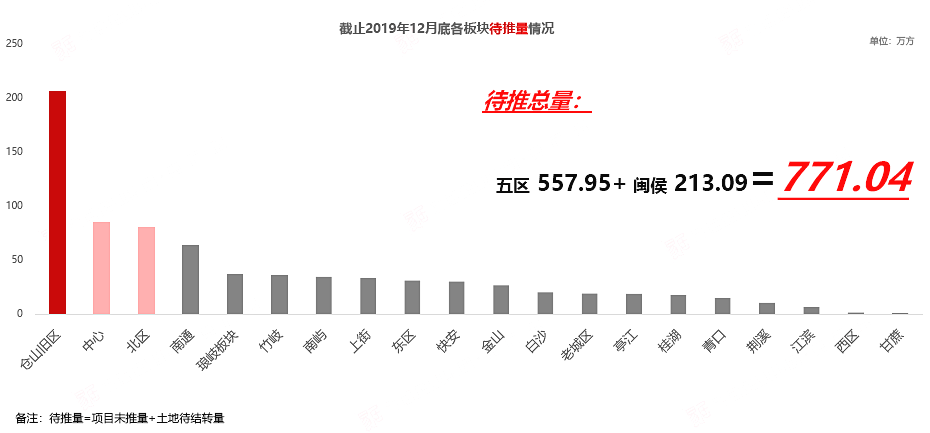 截止2019年12月底各板块待推量情况
单位：万方
250
200
150
100
50
0
待推总量：
五区 557.95+ 闽侯 213.09=771.04
仓山旧区
中心
北区
南通
琅岐板块
竹岐
南屿
上街
东区
快安
金山
白沙
老城区
亭江
桂湖
青口
荆溪
江滨
西区
甘蔗
备注：待推量=项目未推量+土地待结转量